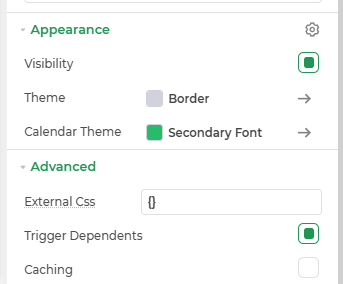 Appearance
Visibility
Theme Border
Calendar Theme Secondary Font
Advanced
External Css {}
Trigger Dependents
Caching